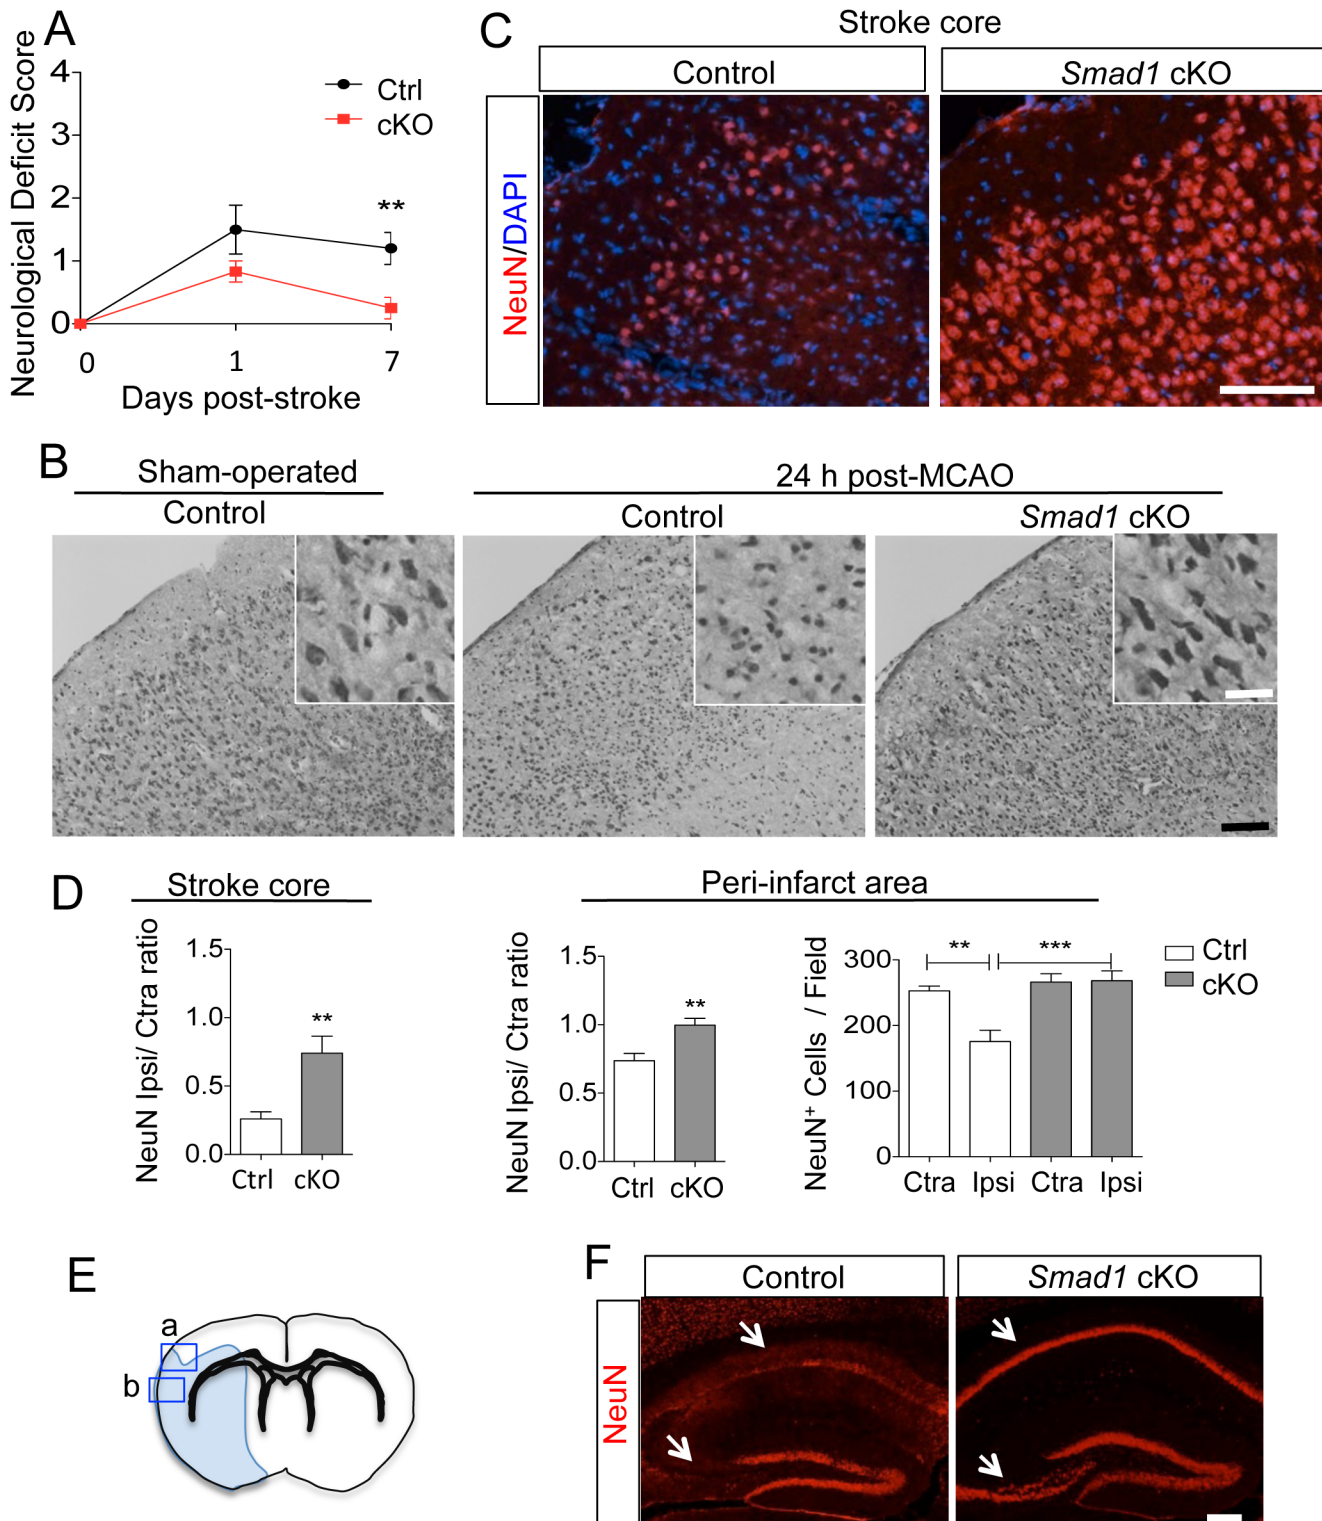 A
Neurological Deficit Score
4
3
2
1
0
Ctrl
cKO
**
0
1
7
Days post-stroke
C
Stroke core
Control
Smad1 cKO
NeuN/DAPI
B
Sham-operated
24 h post-MCAO
Control
Control
Smad1 cKO
D
Stroke core
NeuN Ipsi/ Ctra ratio
1.5
1.0
0.5
0.0
**
Ctrl
cKO
Peri-infarct area
NeuN Ipsi/ Ctra ratio
1.5
1.0
0.5
0.0
**
Ctrl
cKO
NeuN⁺ Cells / Field
300
200
100
0
**
***
Ctra
Ipsi
Ctra
Ipsi
Ctrl
cKO
E
a
b
F
Control
Smad1 cKO
NeuN